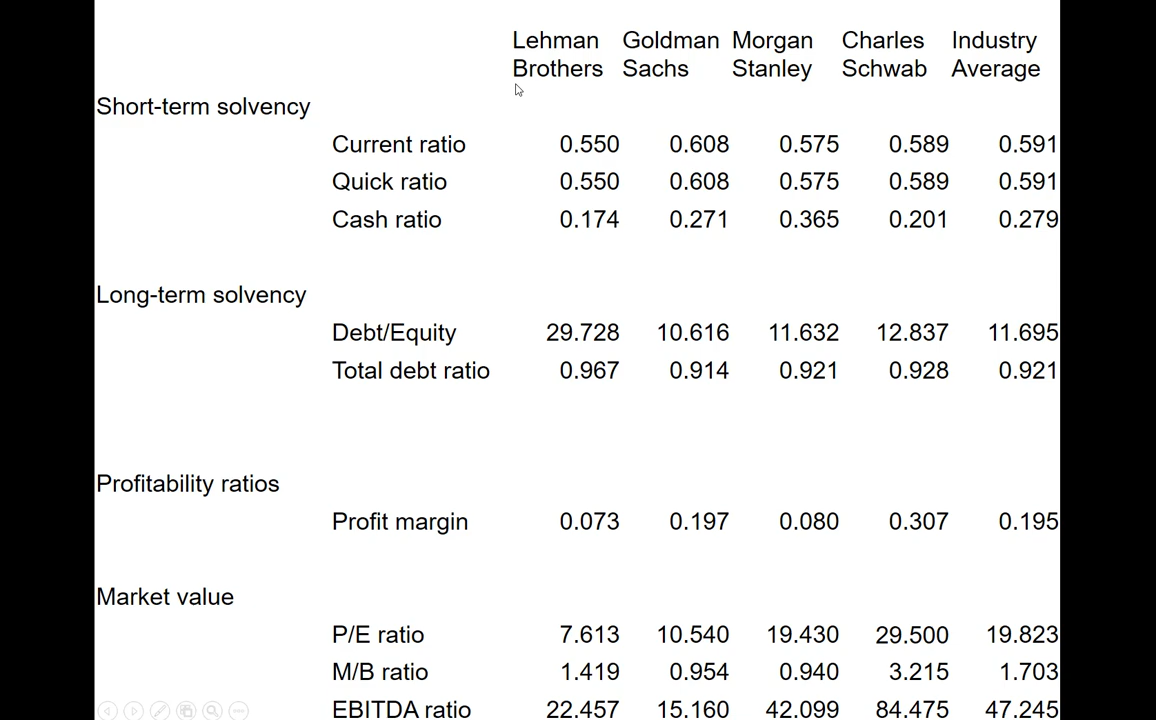 Lehman Goldman Morgan Charles Industry
Brothers Sachs Stanley Schwab Average
Short-term solvency
Current ratio 0.550 0.608 0.575 0.589 0.591
Quick ratio 0.550 0.608 0.575 0.589 0.591
Cash ratio 0.174 0.271 0.365 0.201 0.279
Long-term solvency
Debt/Equity 29.728 10.616 11.632 12.837 11.695
Total debt ratio 0.967 0.914 0.921 0.928 0.921
Profitability ratios
Profit margin 0.073 0.197 0.080 0.307 0.195
Market value
P/E ratio 7.613 10.540 19.430 29.500 19.823
M/B ratio 1.419 0.954 0.940 3.215 1.703
EBITDA ratio 22.457 15.160 42.099 84.475 47.245